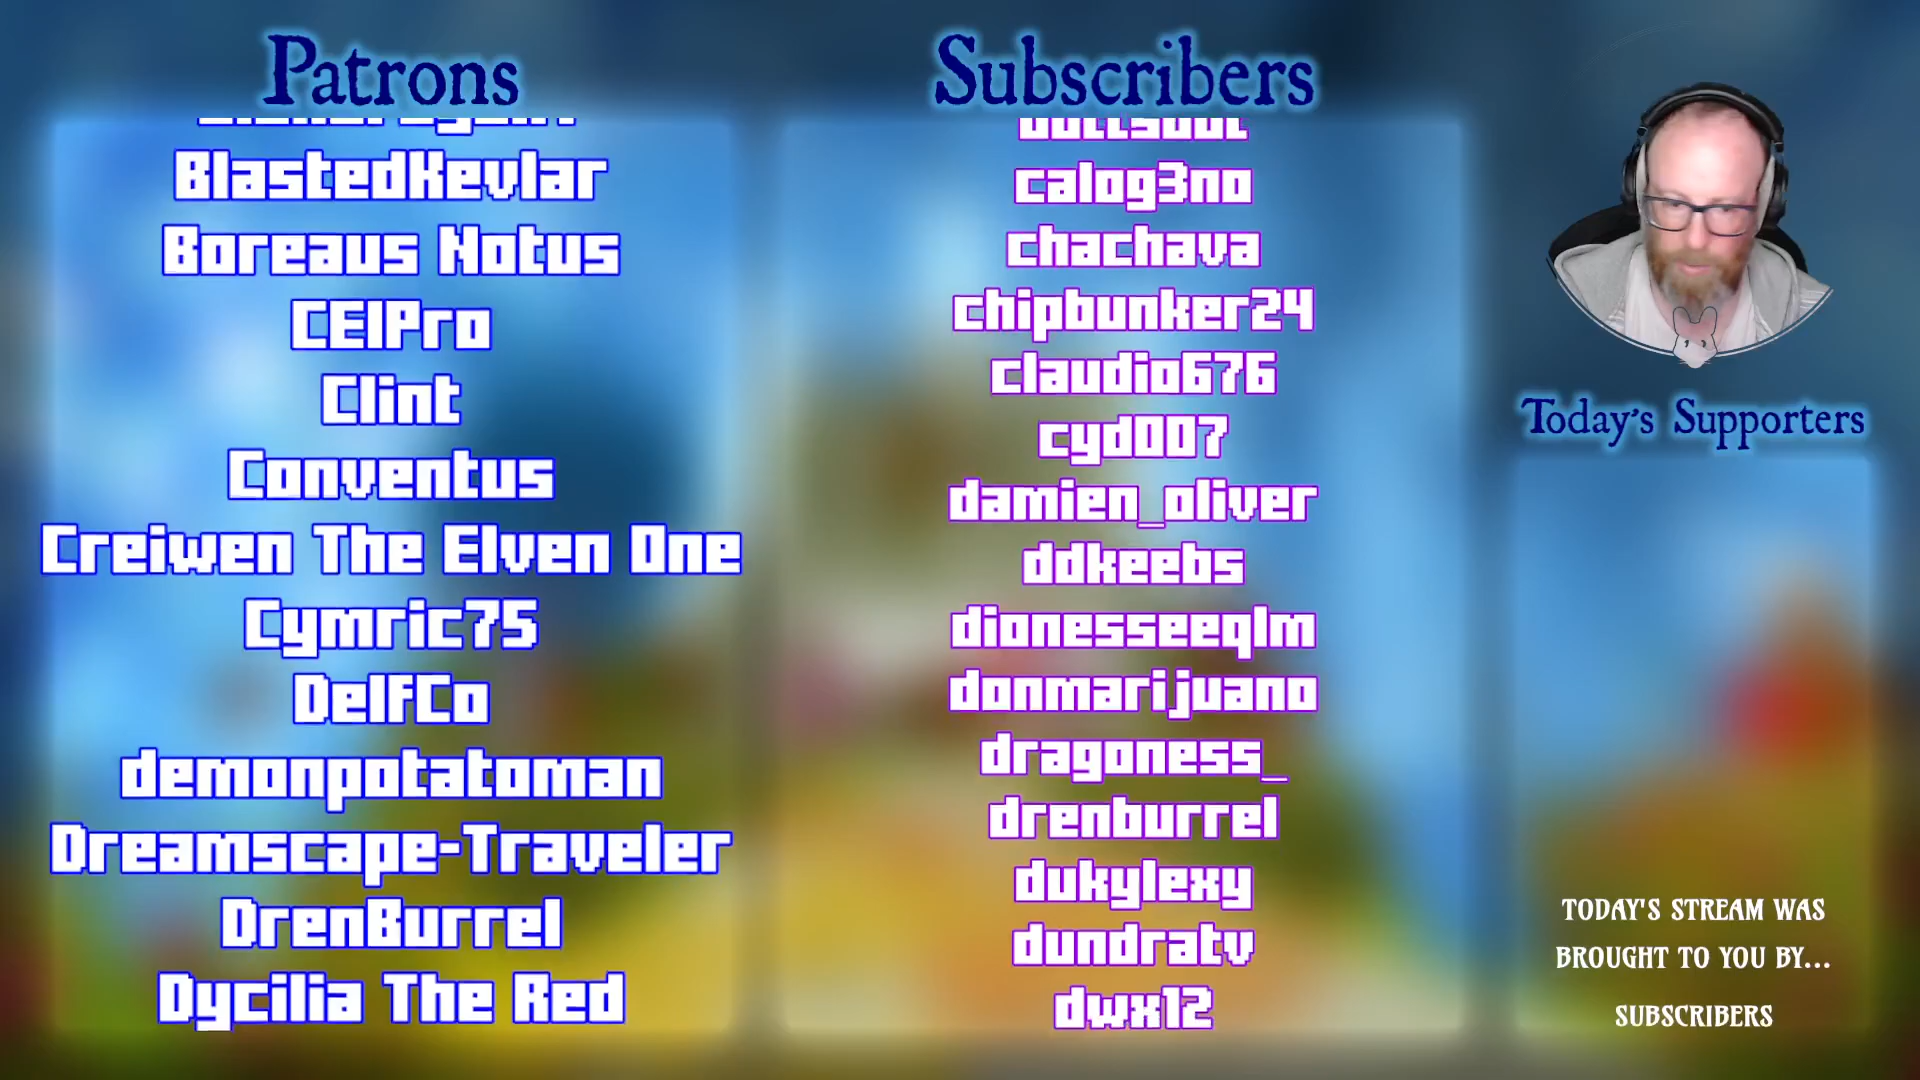 Patrons
BlastedKevlar
Boreaus Notus
CEIPro
Clint
Conventus
Creiwen The Elven One
Cymric75
DelfCo
demonpotatoman
Dreamscape-Traveler
DrenBurrel
Dycilia The Red
Subscribers
calog3no
chachava
chipbunker24
claudio676
cyd007
damien_oliver
ddkeebs
dionesseeqlm
donmarijuano
dragoness_
drenburrel
dukylexy
dundratv
dwx12
Today's Supporters
TODAY'S STREAM WAS
BROUGHT TO YOU BY...
SUBSCRIBERS